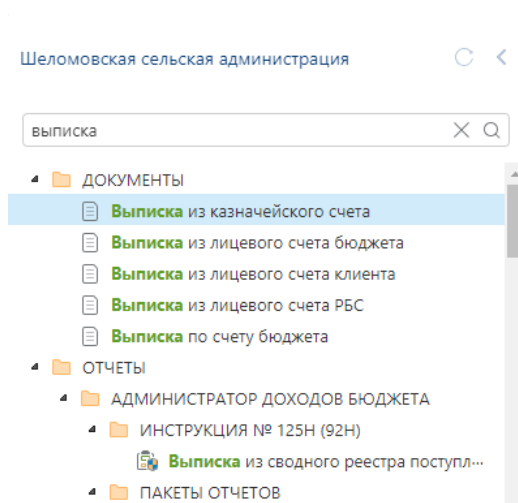 Шеломовская сельская администрация
выписка
ДОКУМЕНТЫ
Выписка из казначейского счета
Выписка из лицевого счета бюджета
Выписка из лицевого счета клиента
Выписка из лицевого счета РБС
Выписка по счету бюджета
ОТЧЕТЫ
АДМИНИСТРАТОР ДОХОДОВ БЮДЖЕТА
ИНСТРУКЦИЯ № 125Н (92Н)
Выписка из сводного реестра поступл...
ПАКЕТЫ ОТЧЕТОВ